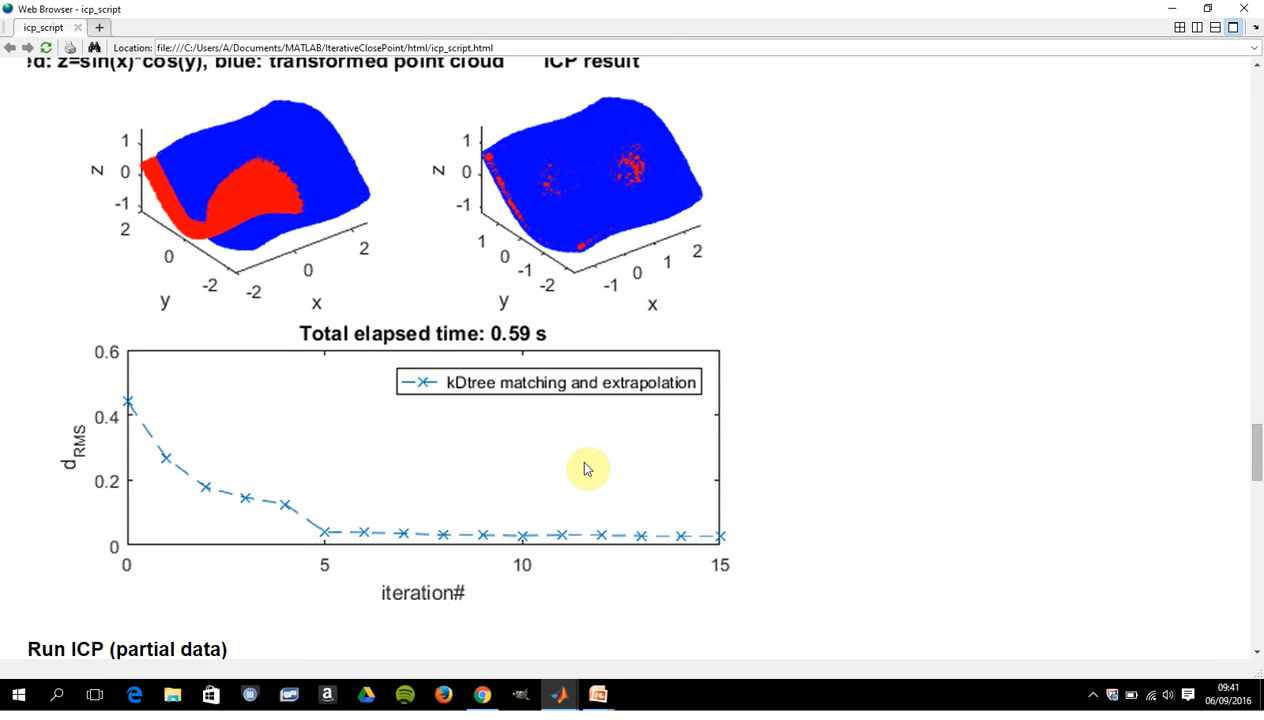 Web Browser - icp_script
icp_script
Location: file:///C:/Users/A/Documents/MATLAB/IterativeClosePoint/html/icp_script.html
ed: z=sin(x)*cos(y), blue: transformed point cloud
ICP result
z
1
0
-1
2
0
-2
y
-2
0
2
x
z
1
0
-1
1
0
-1
-2
y
-1
0
1
2
x
Total elapsed time: 0.59 s
kDtree matching and extrapolation
dRMS
0.6
0.4
0.2
0
0
5
10
15
iteration#
Run ICP (partial data)
09:41
06/09/2016